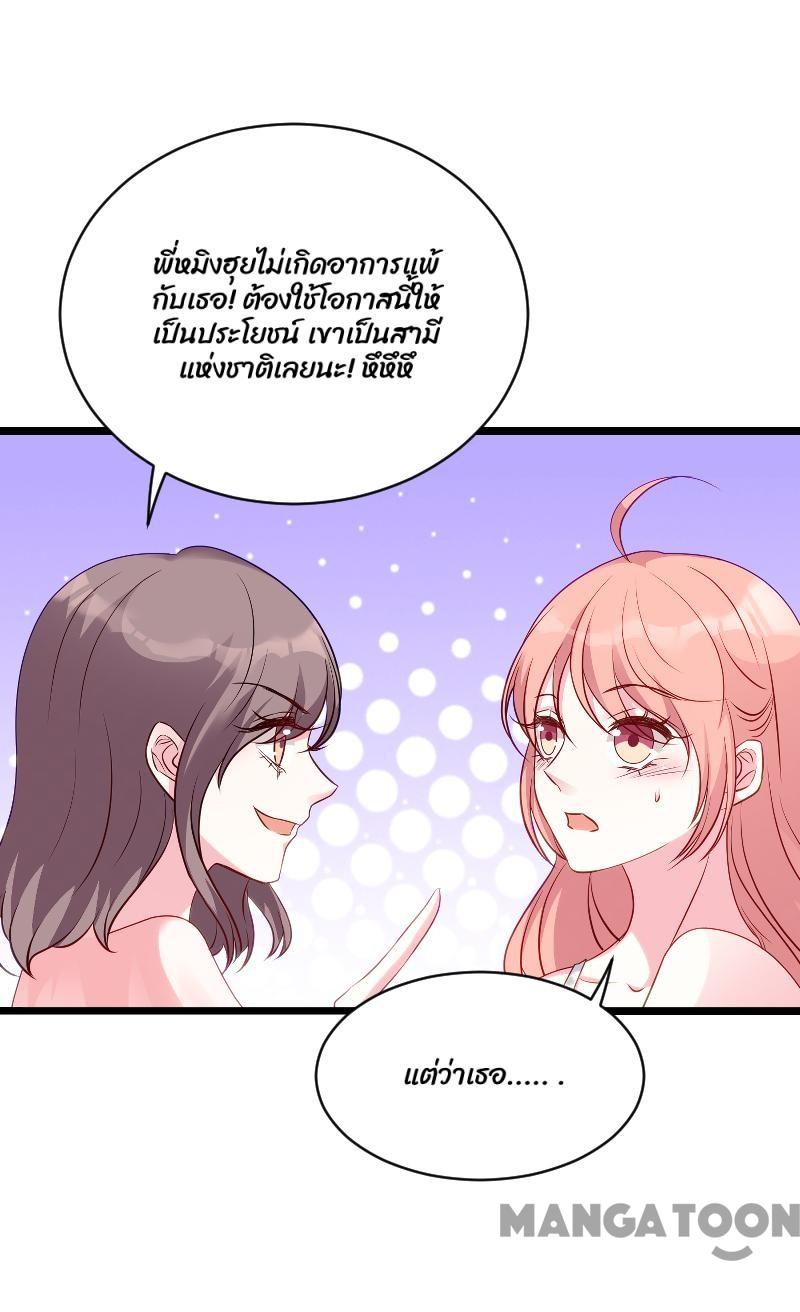 พี่หมิงฮุยไม่เกิดอาการแพ้
กับเธอ! ต้องใช้โอกาสนี้ให้
เป็นประโยชน์ เขาเป็นสามี
แห่งชาติเลยนะ! หึหึหึ
แต่ว่าเธอ..... .
MANGATOON